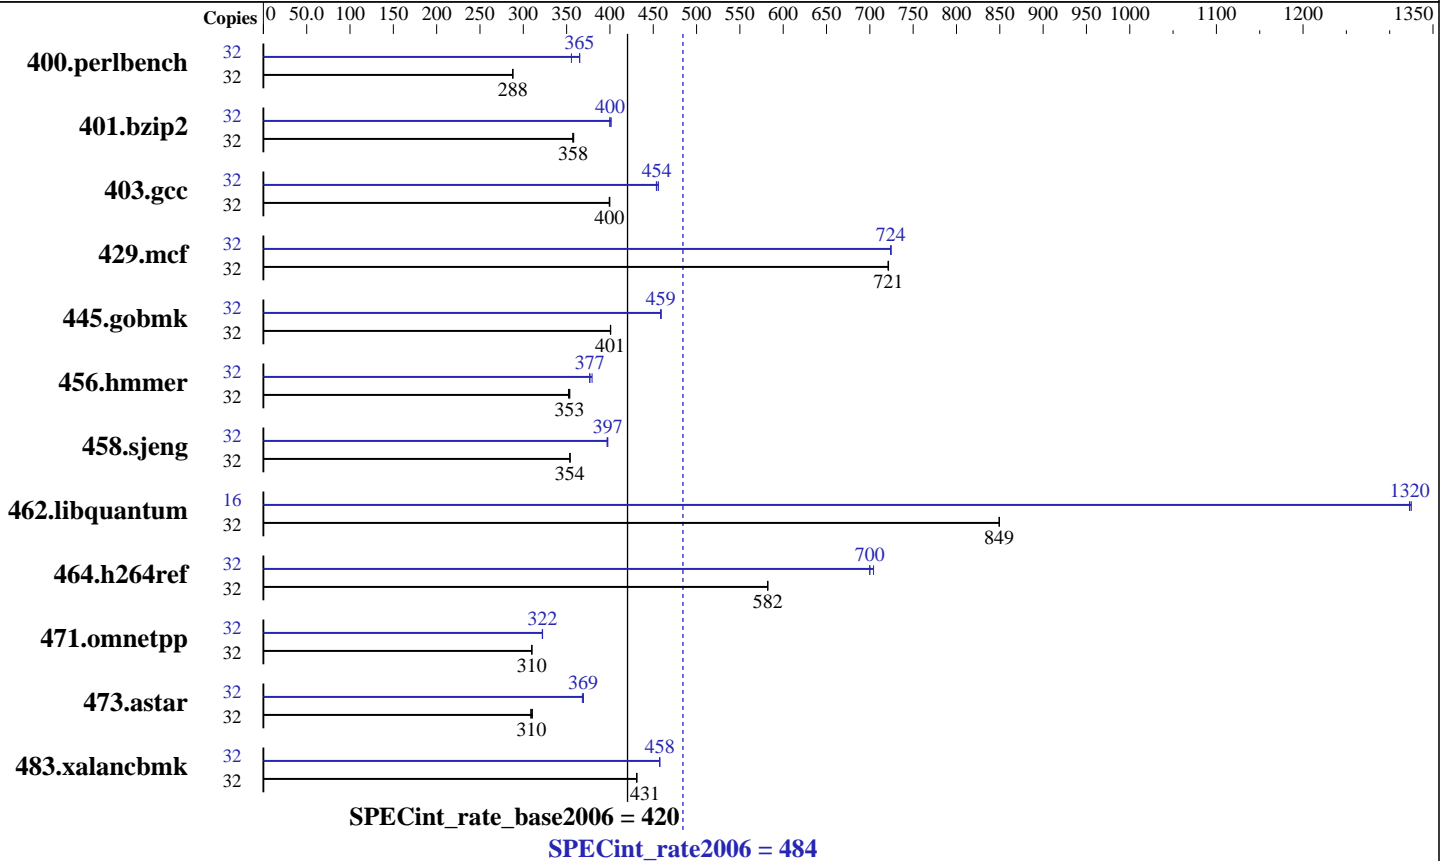 Copies 0 50.0 100 150 200 250 300 350 400 450 500 550 600 650 700 750 800 850 900 950 1000 1100 1200 1350
400.perlbench 32 365
32 288
401.bzip2 32 400
32 358
403.gcc 32 454
32 400
429.mcf 32 724
32 721
445.gobmk 32 459
32 401
456.hmmer 32 377
32 353
458.sjeng 32 397
32 354
462.libquantum 16 1320
32 849
464.h264ref 32 700
32 582
471.omnetpp 32 322
32 310
473.astar 32 369
32 310
483.xalancbmk 32 458
32 431
SPECint_rate_base2006 = 420
SPECint_rate2006 = 484